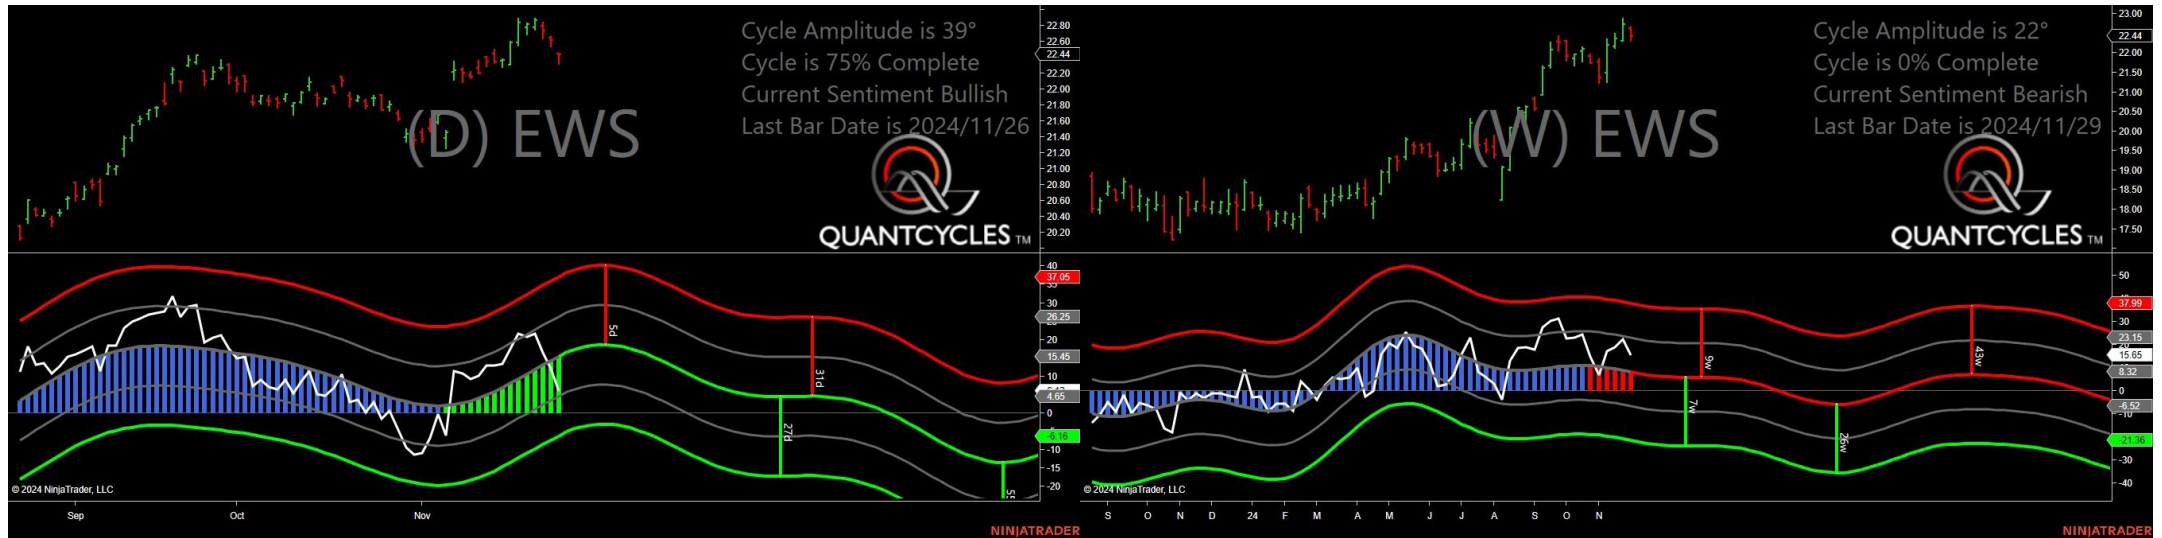 Cycle Amplitude is 39°
Cycle is 75% Complete
Current Sentiment Bullish
Last Bar Date is 2024/11/26
(D) EWS
QUANTCYCLES TM
22.80
22.60
22.44
22.20
22.00
21.80
21.60
21.40
21.20
21.00
20.80
20.60
20.40
20.20
40
37.05
35
30
26.25
20
15.45
10
4.65
0
-6.16
-10
-15
-20
5d
31d
27d
© 2024 NinjaTrader, LLC
Sep Oct Nov
NINJATRADER
Cycle Amplitude is 22°
Cycle is 0% Complete
Current Sentiment Bearish
Last Bar Date is 2024/11/29
(W) EWS
QUANTCYCLES TM
23.00
22.44
22.00
21.50
21.00
20.50
20.00
19.50
19.00
18.50
18.00
17.50
50
37.99
30
23.15
15.65
8.32
0
-6.52
-10
-21.36
-30
-40
9w
43w
7w
26w
© 2024 NinjaTrader, LLC
S O N D 24 F M A M J J A S O N
NINJATRADER